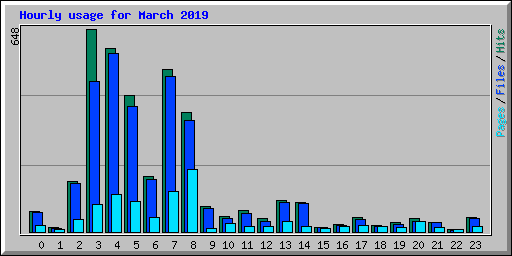 Hourly usage for March 2019
648
Pages / Files / Hits
0 1 2 3 4 5 6 7 8 9 10 11 12 13 14 15 16 17 18 19 20 21 22 23